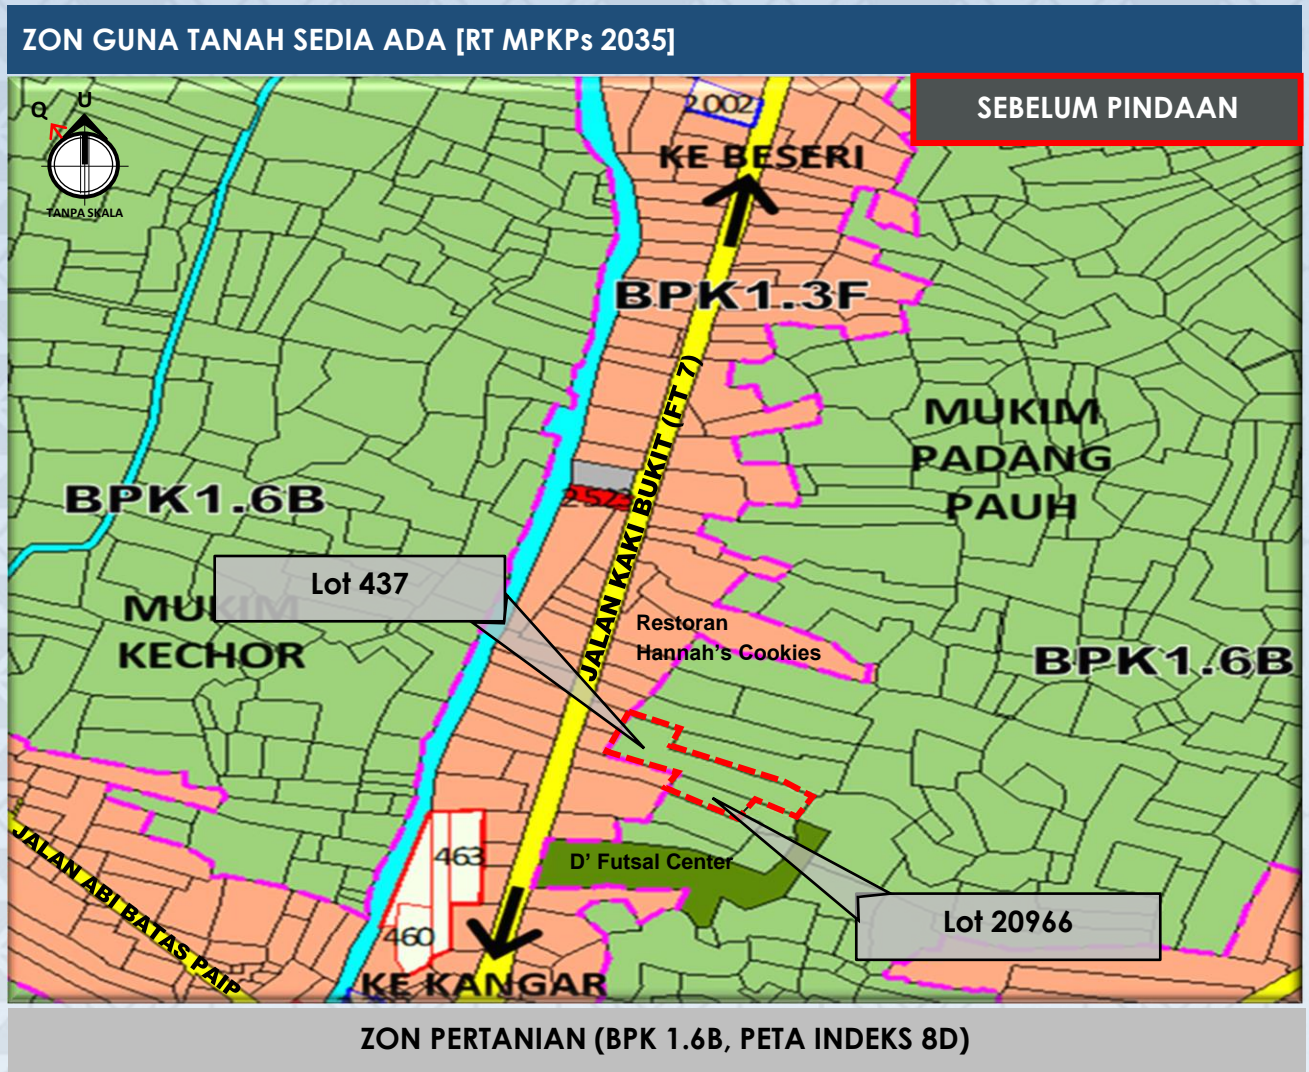 ZON GUNA TANAH SEDIA ADA [RT MPKPs 2035]
SEBELUM PINDAAN
Q
U
TANPA SKALA
2002
KE BESERI
BPK1.3F
JALAN KAKI BUKIT (FT 7)
MUKIM
PADANG
PAUH
BPK1.6B
2523
Lot 437
MUKIM
KECHOR
Restoran
Hannah's Cookies
BPK1.6B
JALAN ABI BATAS PAIP
463
D' Futsal Center
460
Lot 20966
KE KANGAR
ZON PERTANIAN (BPK 1.6B, PETA INDEKS 8D)